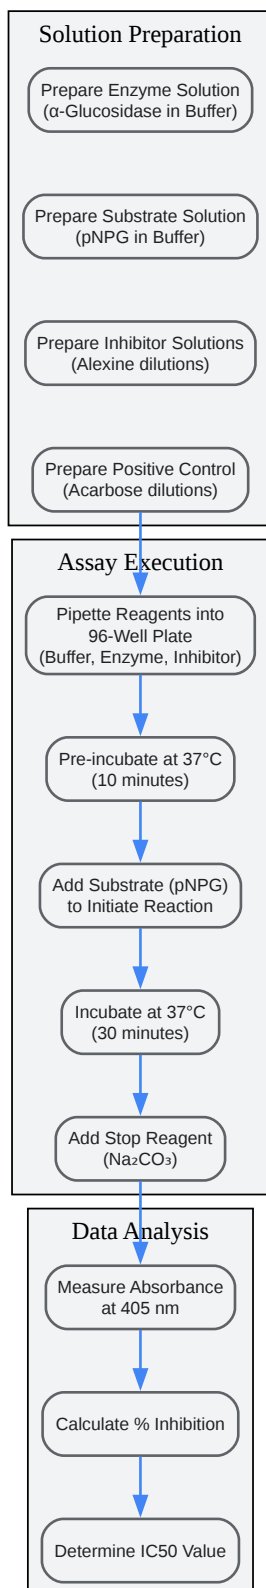 Solution Preparation
Prepare Enzyme Solution
(α-Glucosidase in Buffer)
Prepare Substrate Solution
(pNPG in Buffer)
Prepare Inhibitor Solutions
(Alexine dilutions)
Prepare Positive Control
(Acarbose dilutions)
Assay Execution
Pipette Reagents into
96-Well Plate
(Buffer, Enzyme, Inhibitor)
Pre-incubate at 37°C
(10 minutes)
Add Substrate (pNPG)
to Initiate Reaction
Incubate at 37°C
(30 minutes)
Add Stop Reagent
(Na₂CO₃)
Data Analysis
Measure Absorbance
at 405 nm
Calculate % Inhibition
Determine IC50 Value